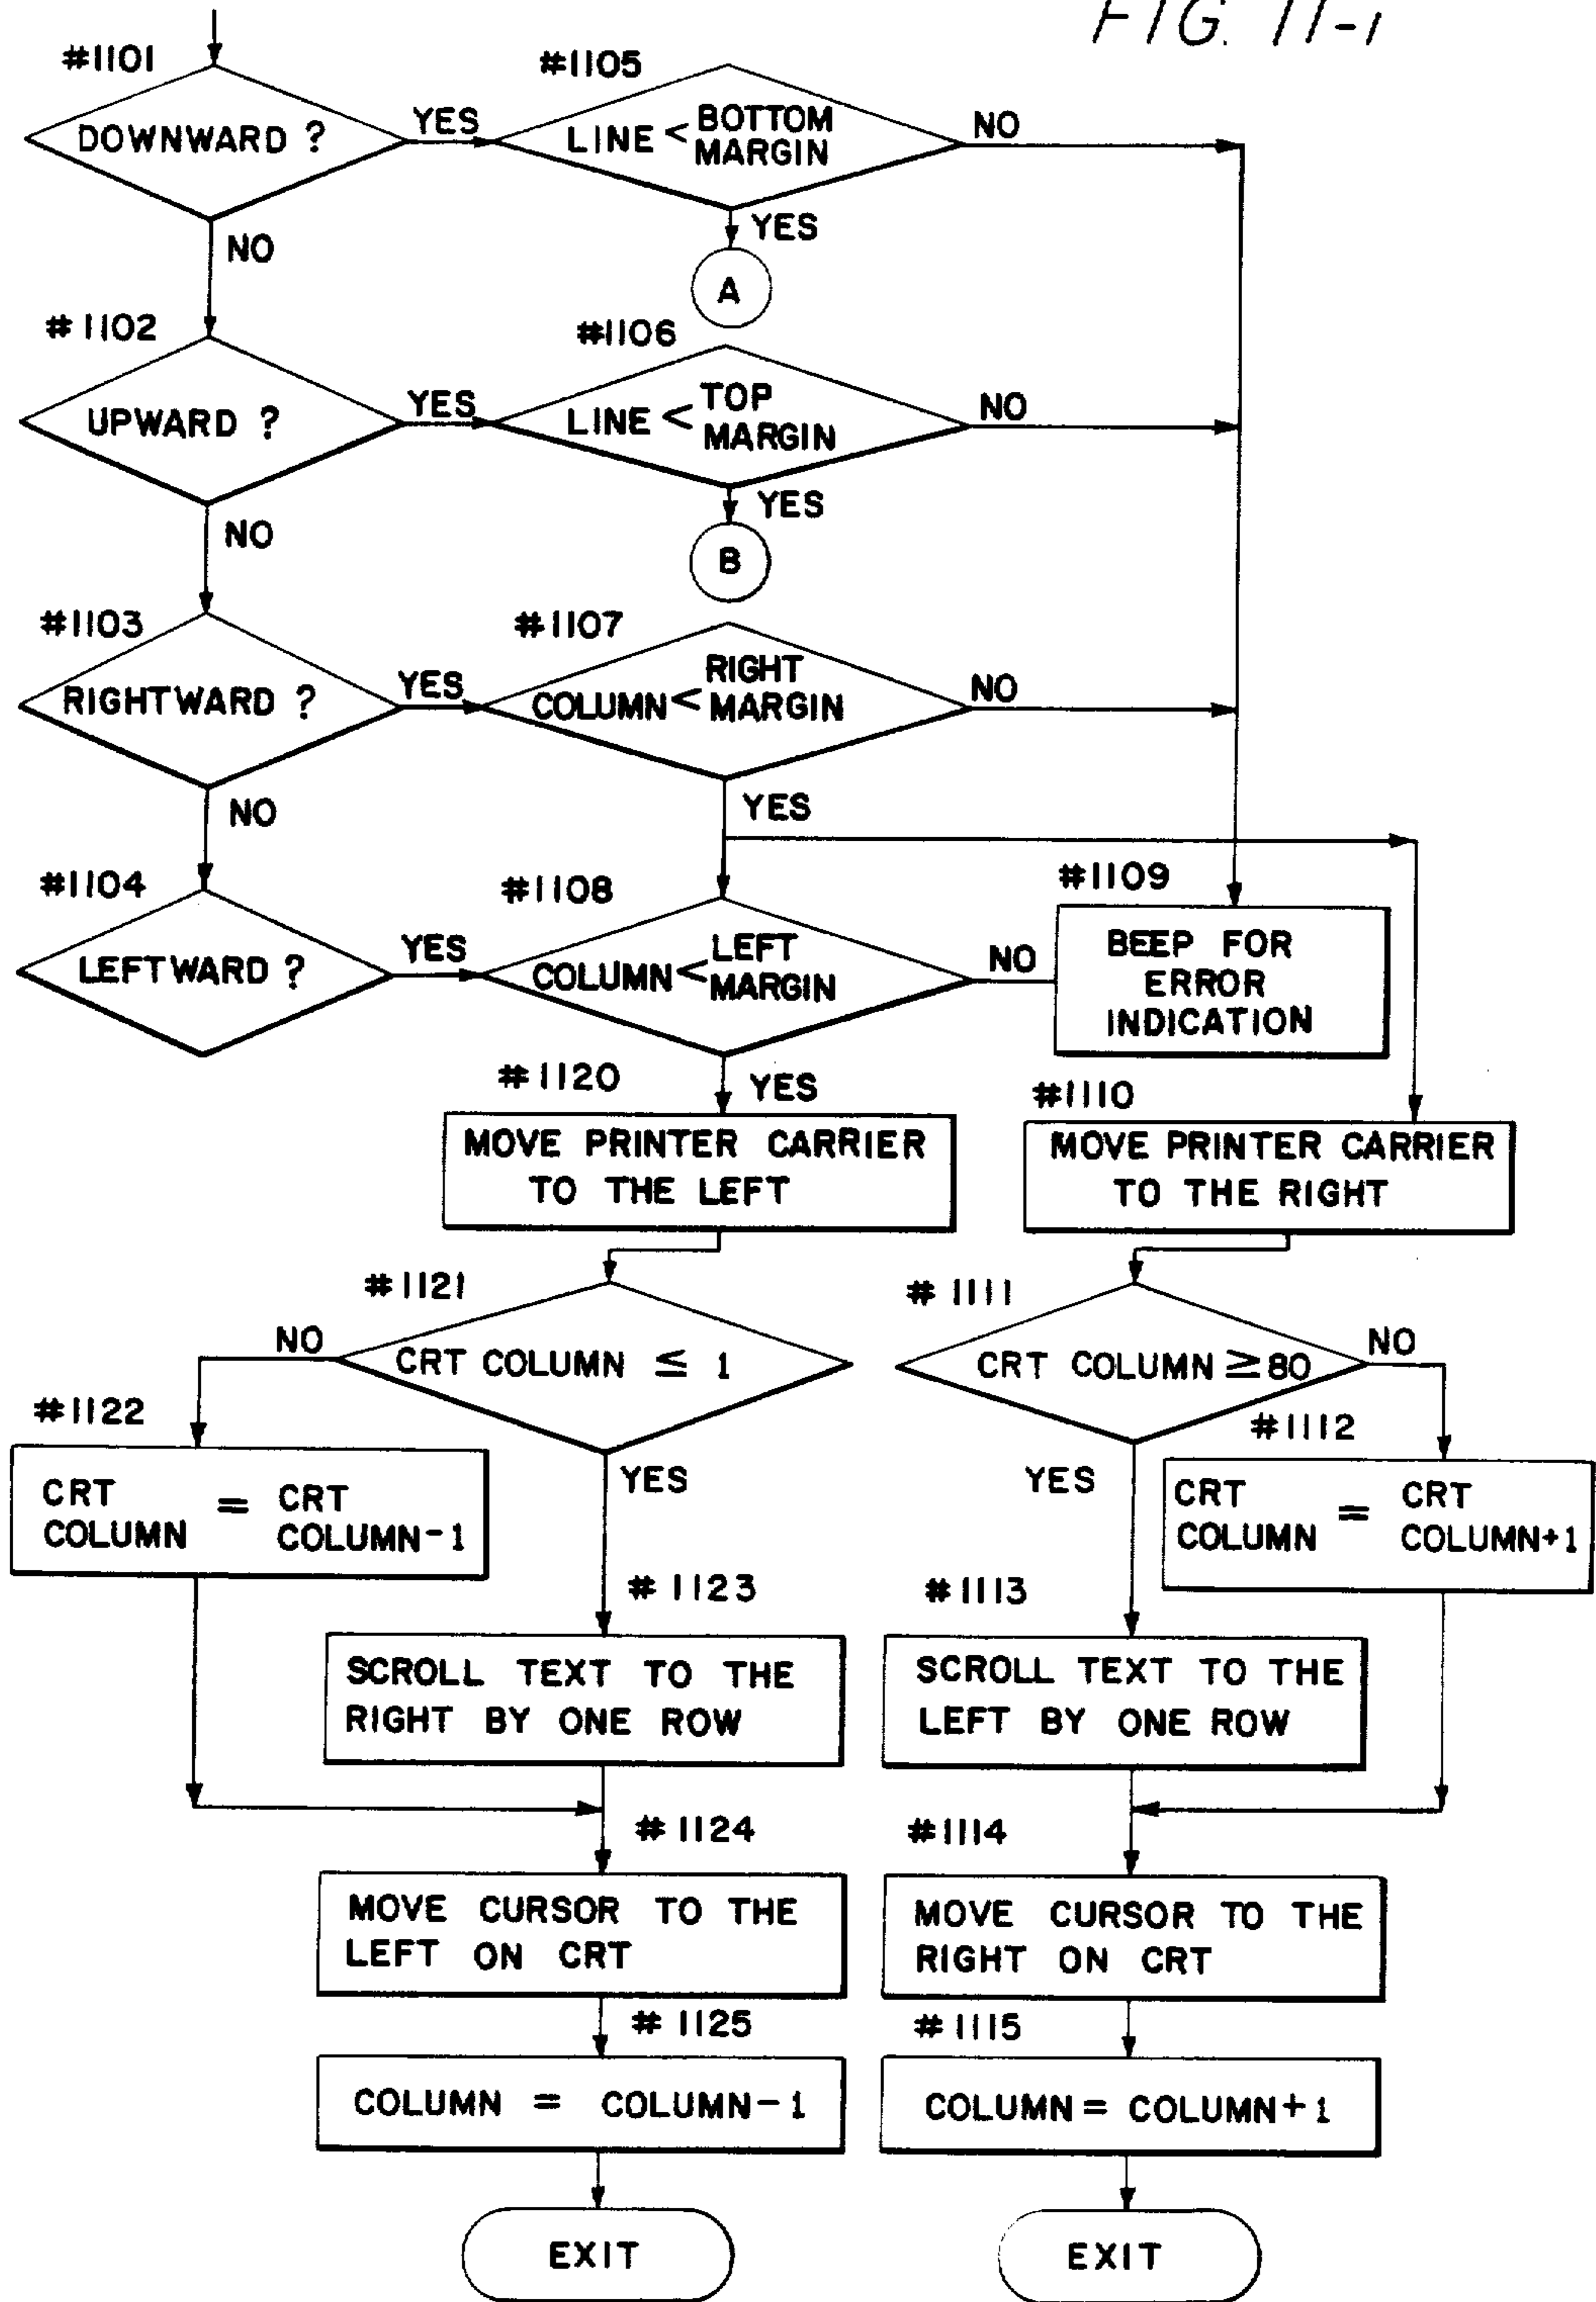 FIG. 11-1
#1101
DOWNWARD ?
YES
NO
#1105
LINE < BOTTOM
MARGIN
NO
YES
A
#1102
UPWARD ?
YES
NO
#1106
LINE < TOP
MARGIN
NO
YES
B
#1103
RIGHTWARD ?
YES
NO
#1107
COLUMN < RIGHT
MARGIN
NO
YES
#1104
LEFTWARD ?
YES
#1108
COLUMN < LEFT
MARGIN
NO
YES
#1109
BEEP FOR
ERROR
INDICATION
#1120
MOVE PRINTER CARRIER
TO THE LEFT
#1110
MOVE PRINTER CARRIER
TO THE RIGHT
#1121
CRT COLUMN ≤ 1
NO
YES
#1111
CRT COLUMN ≥ 80
NO
YES
#1122
CRT
COLUMN = CRT
COLUMN-1
#1112
CRT
COLUMN = CRT
COLUMN+1
#1123
SCROLL TEXT TO THE
RIGHT BY ONE ROW
#1113
SCROLL TEXT TO THE
LEFT BY ONE ROW
#1124
MOVE CURSOR TO THE
LEFT ON CRT
#1114
MOVE CURSOR TO THE
RIGHT ON CRT
#1125
COLUMN = COLUMN-1
#1115
COLUMN = COLUMN+1
EXIT
EXIT